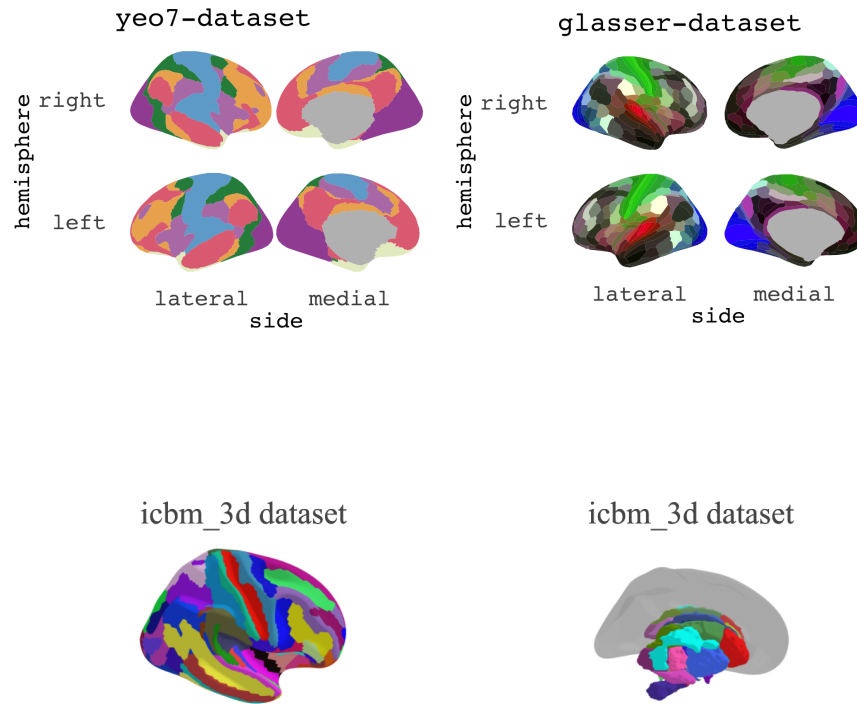 yeo7-dataset
hemisphere
right
left
lateral medial
side
glasser-dataset
hemisphere
right
left
lateral medial
side
icbm_3d dataset
icbm_3d dataset